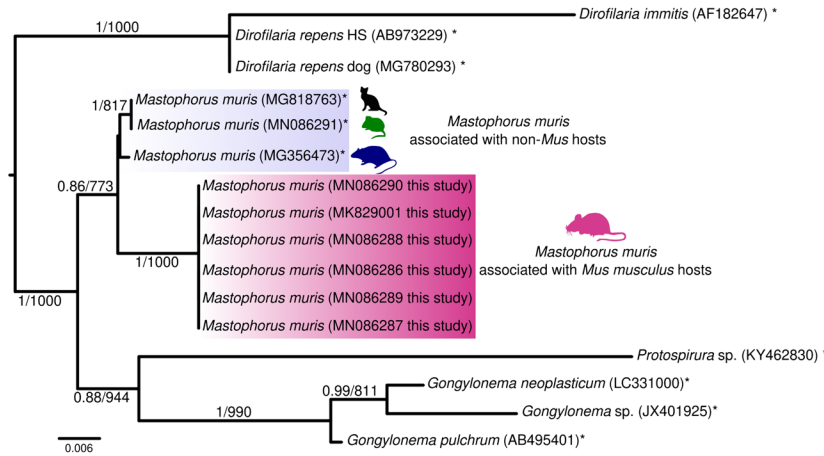 Dirofilaria immitis (AF182647) *
1/1000
Dirofilaria repens HS (AB973229) *
Dirofilaria repens dog (MG780293) *
Mastophorus muris (MG818763)*
1/817
Mastophorus muris (MN086291)*
Mastophorus muris
associated with non-Mus hosts
Mastophorus muris (MG356473)*
0.86/773
Mastophorus muris (MN086290 this study)
Mastophorus muris (MK829001 this study)
Mastophorus muris (MN086288 this study)
Mastophorus muris
associated with Mus musculus hosts
1/1000
Mastophorus muris (MN086286 this study)
Mastophorus muris (MN086289 this study)
1/1000
Mastophorus muris (MN086287 this study)
Protospirura sp. (KY462830) *
0.88/944
0.99/811
Gongylonema neoplasticum (LC331000)*
1/990
Gongylonema sp. (JX401925)*
Gongylonema pulchrum (AB495401)*
0.006